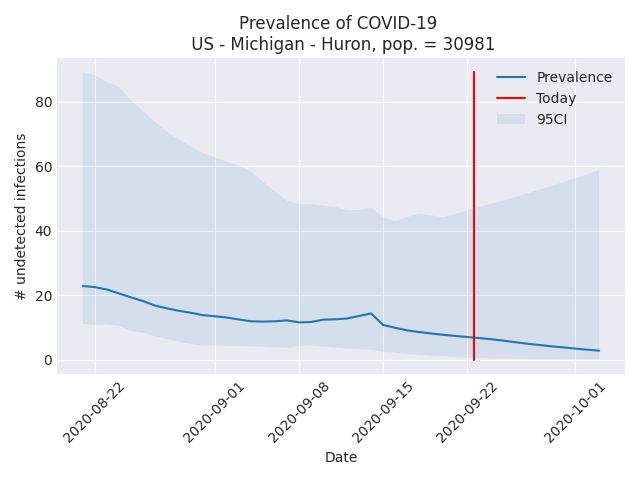 Prevalence of COVID-19
US - Michigan - Huron, pop. = 30981
# undetected infections
80
60
40
20
0
Prevalence
Today
95CI
2020-08-22
2020-09-01
2020-09-08
2020-09-15
2020-09-22
2020-10-01
Date